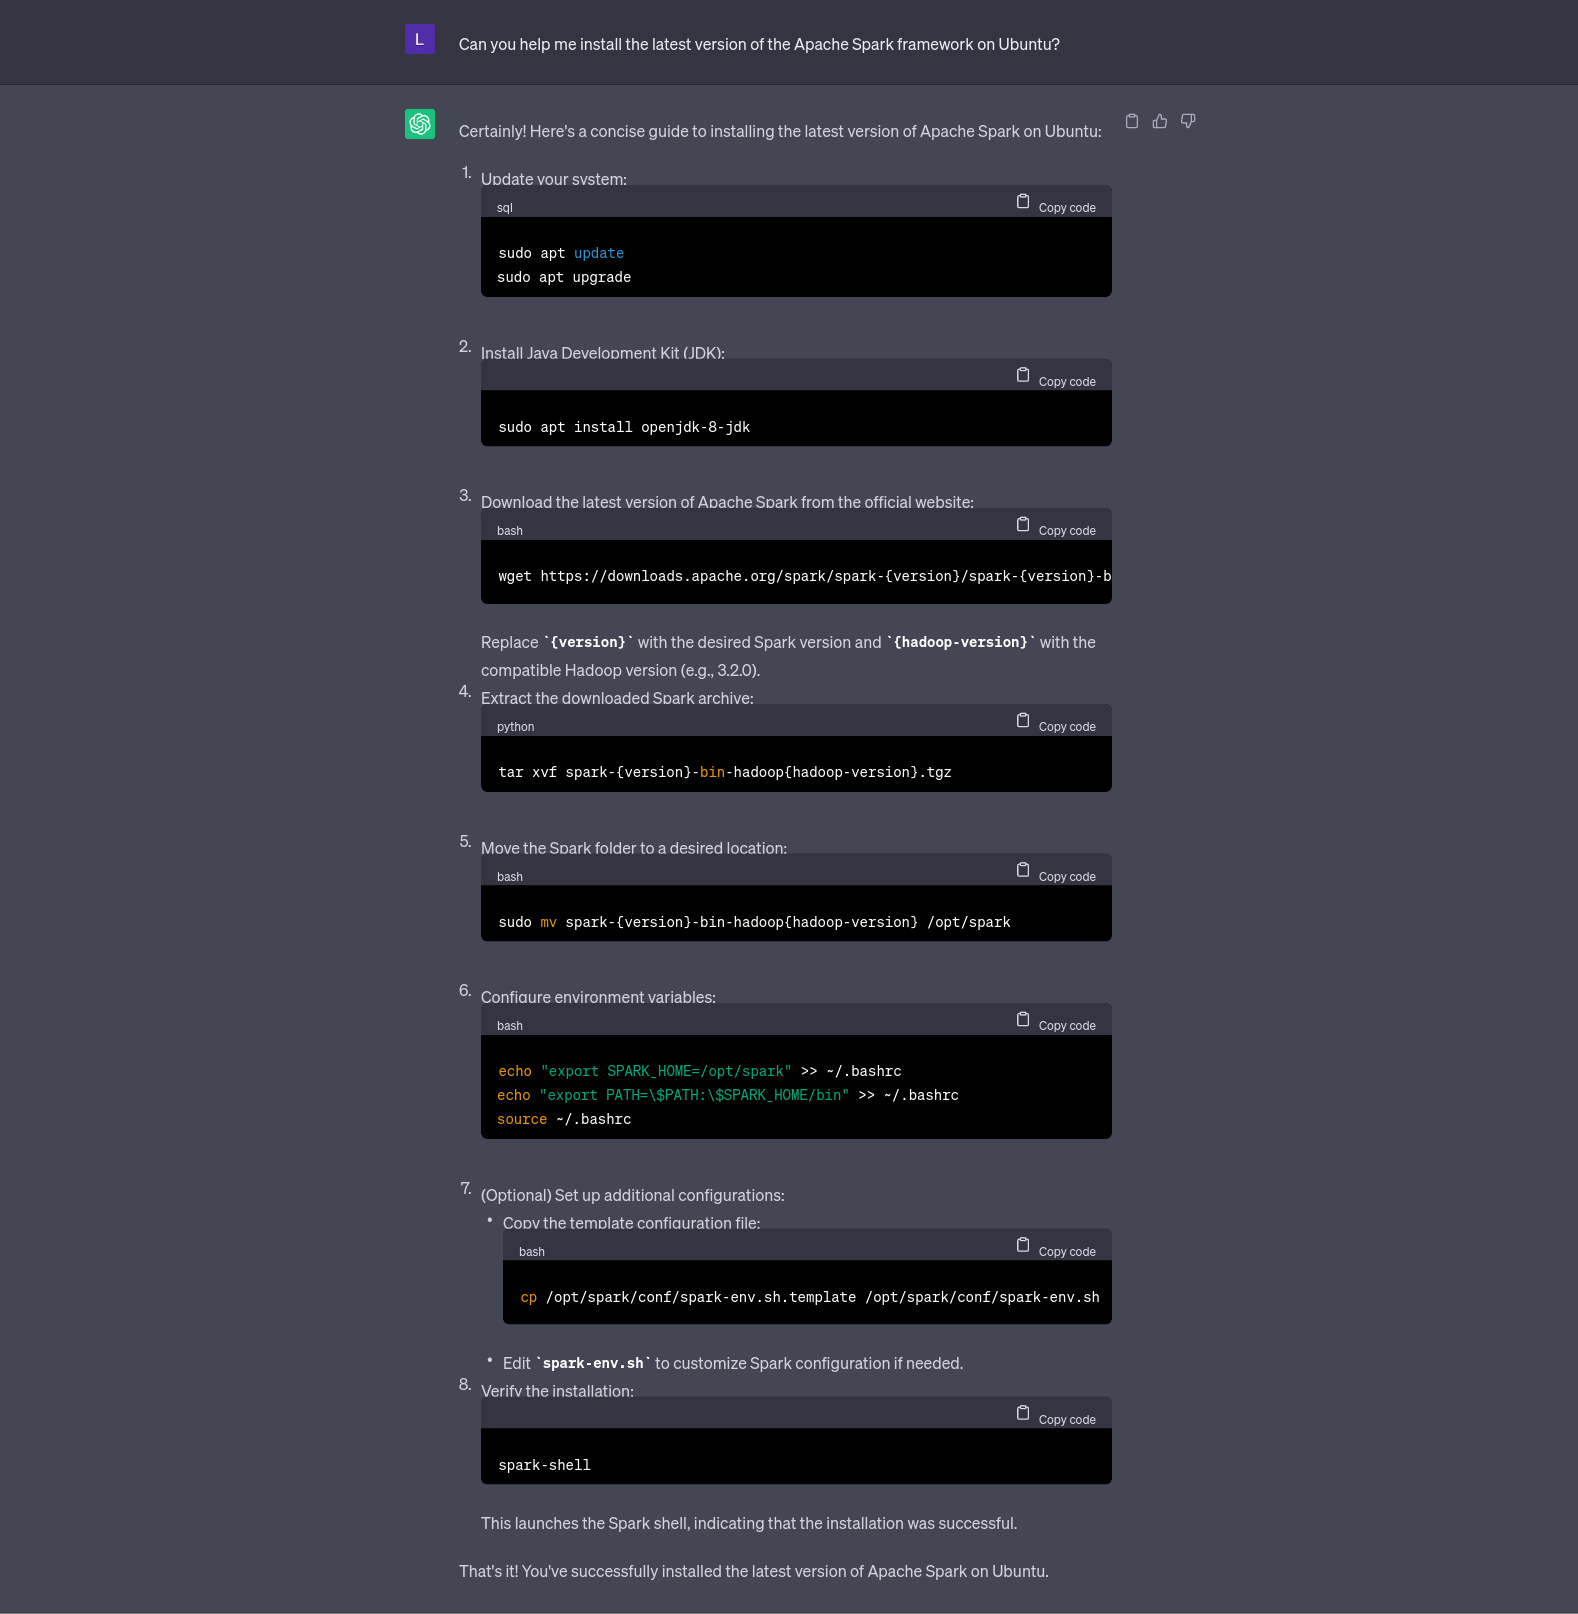 L
Can you help me install the latest version of the Apache Spark framework on Ubuntu?
Certainly! Here's a concise guide to installing the latest version of Apache Spark on Ubuntu:
1. Update your system:
sql Copy code
sudo apt update
sudo apt upgrade
2. Install Java Development Kit (JDK):
Copy code
sudo apt install openjdk-8-jdk
3. Download the latest version of Apache Spark from the official website:
bash Copy code
wget https://downloads.apache.org/spark/spark-{version}/spark-{version}-b
Replace `{version}` with the desired Spark version and `{hadoop-version}` with the
compatible Hadoop version (e.g., 3.2.0).
4. Extract the downloaded Spark archive:
python Copy code
tar xvf spark-{version}-bin-hadoop{hadoop-version}.tgz
5. Move the Spark folder to a desired location:
bash Copy code
sudo mv spark-{version}-bin-hadoop{hadoop-version} /opt/spark
6. Configure environment variables:
bash Copy code
echo "export SPARK_HOME=/opt/spark" >> ~/.bashrc
echo "export PATH=\$PATH:\$SPARK_HOME/bin" >> ~/.bashrc
source ~/.bashrc
7. (Optional) Set up additional configurations:
• Copy the template configuration file:
bash Copy code
cp /opt/spark/conf/spark-env.sh.template /opt/spark/conf/spark-env.sh
• Edit `spark-env.sh` to customize Spark configuration if needed.
8. Verify the installation:
Copy code
spark-shell
This launches the Spark shell, indicating that the installation was successful.
That's it! You've successfully installed the latest version of Apache Spark on Ubuntu.